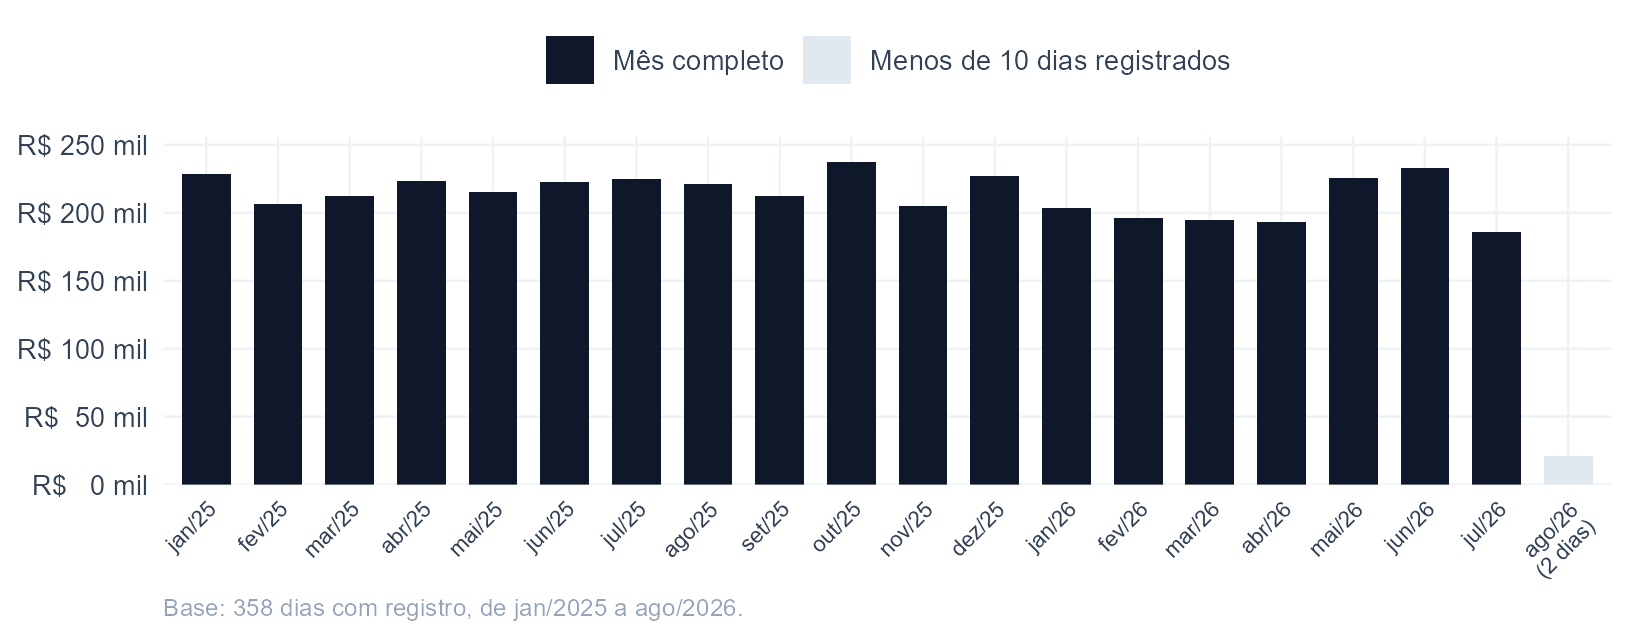 Mês completo
Menos de 10 dias registrados
R$ 250 mil
R$ 200 mil
R$ 150 mil
R$ 100 mil
R$ 50 mil
R$ 0 mil
jan/25
fev/25
mar/25
abr/25
mai/25
jun/25
jul/25
ago/25
set/25
out/25
nov/25
dez/25
jan/26
fev/26
mar/26
abr/26
mai/26
jun/26
jul/26
ago/26
(2 dias)
Base: 358 dias com registro, de jan/2025 a ago/2026.